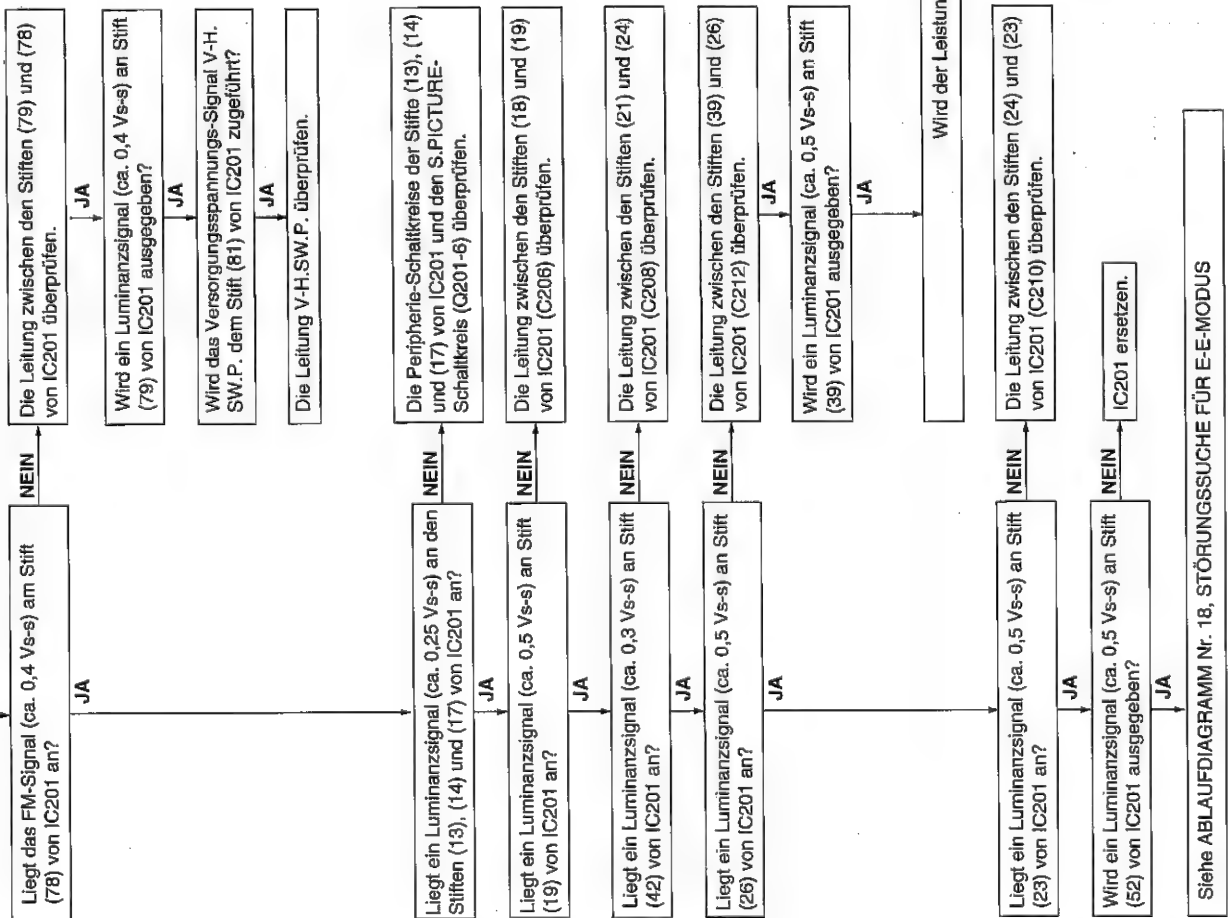 Liegt das FM-Signal (ca. 0,4 Vs-s) am Stift
(78) von IC201 an?
NEIN
Die Leitung zwischen den Stiften (79) und (78)
von IC201 überprüfen.
JA
Wird ein Luminanzsignal (ca. 0,4 Vs-s) an Stift
(79) von IC201 ausgegeben?
JA
Wird das Versorgungsspannungs-Signal V-H.
SW.P. dem Stift (81) von IC201 zugeführt?
JA
Die Leitung V-H.SW.P. überprüfen.
JA
Liegt ein Luminanzsignal (ca. 0,25 Vs-s) an den
Stiften (13), (14) und (17) von IC201 an?
NEIN
Die Peripherie-Schaltkreise der Stifte (13), (14)
und (17) von IC201 und den S.PICTURE-
Schaltkreis (Q201-6) überprüfen.
JA
Liegt ein Luminanzsignal (ca. 0,5 Vs-s) an Stift
(19) von IC201 an?
NEIN
Die Leitung zwischen den Stiften (18) und (19)
von IC201 (C206) überprüfen.
JA
Liegt ein Luminanzsignal (ca. 0,3 Vs-s) an Stift
(42) von IC201 an?
NEIN
Die Leitung zwischen den Stiften (21) und (24)
von IC201 (C208) überprüfen.
JA
Liegt ein Luminanzsignal (ca. 0,5 Vs-s) an Stift
(26) von IC201 an?
NEIN
Die Leitung zwischen den Stiften (39) und (26)
von IC201 (C212) überprüfen.
JA
Wird ein Luminanzsignal (ca. 0,5 Vs-s) an Stift
(39) von IC201 ausgegeben?
JA
Wird der Leistun
JA
Liegt ein Luminanzsignal (ca. 0,5 Vs-s) an Stift
(23) von IC201 an?
NEIN
Die Leitung zwischen den Stiften (24) und (23)
von IC201 (C210) überprüfen.
JA
Wird ein Luminanzsignal (ca. 0,5 Vs-s) an Stift
(52) von IC201 ausgegeben?
NEIN
IC201 ersetzen.
JA
Siehe ABLAUFDIAGRAMM Nr. 18, STÖRUNGSSUCHE FÜR E-E-MODUS